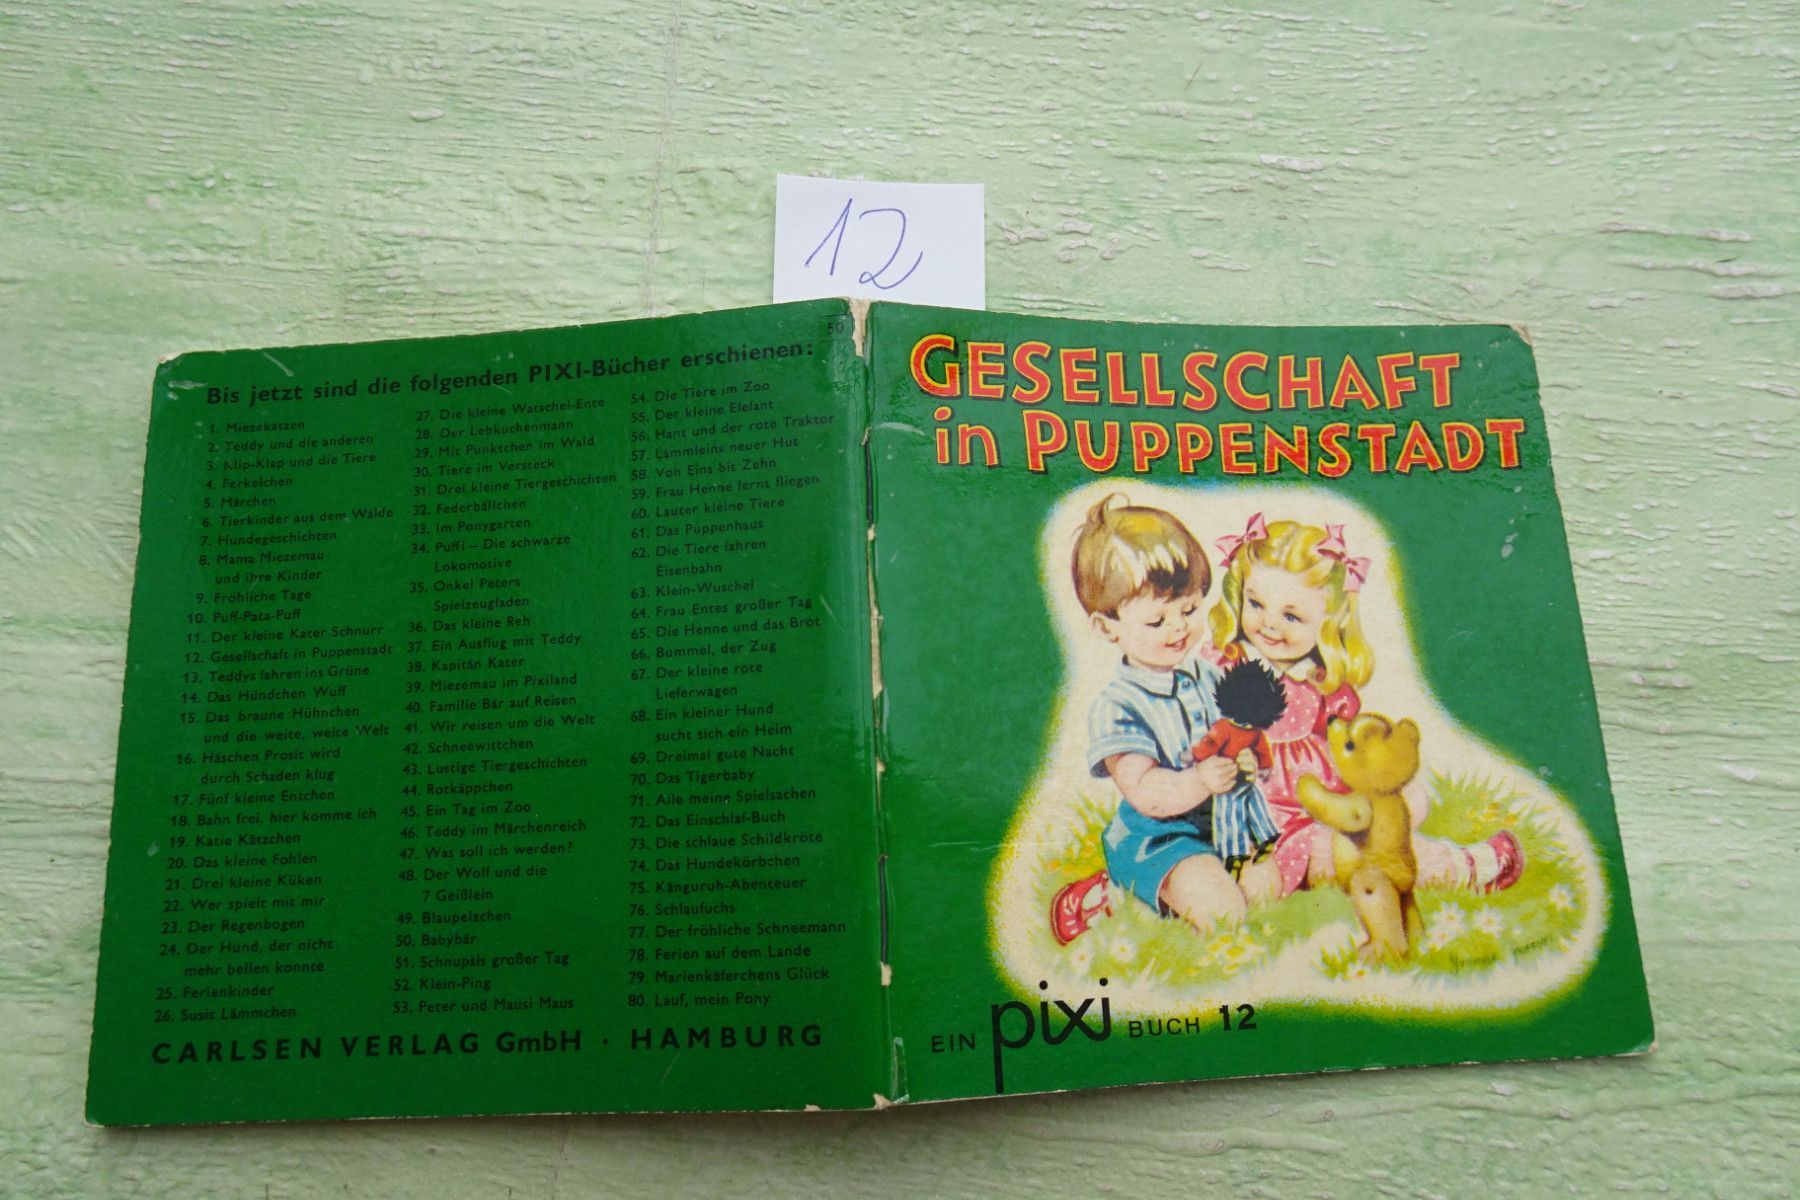 12
50
Bis jetzt sind die folgenden PIXI-Bücher erschienen:
1. Miezekatzen
2. Teddy und die anderen
3. Klip-Klap und die Tiere
4. Ferkelchen
5. Märchen
6. Tierkinder aus dem Walde
7. Hundegeschichten
8. Mama Miezemau
und ihre Kinder
9. Fröhliche Tage
10. Puff-Pata-Puff
11. Der kleine Kater Schnurr
12. Gesellschaft in Puppenstadt
13. Teddys fahren ins Grüne
14. Das Hündchen Wuff
15. Das braune Hühnchen
und die weite, weite Welt
16. Häschen Prosit wird
durch Schaden klug
17. Fünf kleine Entchen
18. Bahn frei, hier komme ich
19. Katie Kätzchen
20. Das kleine Fohlen
21. Drei kleine Küken
22. Wer spielt mit mir
23. Der Regenbogen
24. Der Hund, der nicht
mehr bellen konnte
25. Ferienkinder
26. Susis Lämmchen
27. Die kleine Watschel-Ente
28. Der Lebkuchenmann
29. Mit Pünktchen im Wald
30. Tiere im Versteck
31. Drei kleine Tiergeschichten
32. Federbällchen
33. Im Ponygarten
34. Puffi – Die schwarze
Lokomotive
35. Onkel Peters
Spielzeugladen
36. Das kleine Reh
37. Ein Ausflug mit Teddy
38. Kapitän Kater
39. Miezemau im Pixiland
40. Familie Bär auf Reisen
41. Wir reisen um die Welt
42. Schneewittchen
43. Lustige Tiergeschichten
44. Rotkäppchen
45. Ein Tag im Zoo
46. Teddy im Märchenreich
47. Was soll ich werden?
48. Der Wolf und die
7 Geißlein
49. Blaupelzchen
50. Babybär
51. Schnupsis großer Tag
52. Klein-Ping
53. Peter und Mausi Maus
54. Die Tiere im Zoo
55. Der kleine Elefant
56. Hans und der rote Traktor
57. Lämmleins neuer Hut
58. Von Eins bis Zehn
59. Frau Henne lernt fliegen
60. Lauter kleine Tiere
61. Das Puppenhaus
62. Die Tiere fahren
Eisenbahn
63. Klein-Wuschel
64. Frau Entes großer Tag
65. Die Henne und das Brot
66. Bummel, der Zug
67. Der kleine rote
Lieferwagen
68. Ein kleiner Hund
sucht sich ein Heim
69. Dreimal gute Nacht
70. Das Tigerbaby
71. Alle meine Spielsachen
72. Das Einschlaf-Buch
73. Die schlaue Schildkröte
74. Das Hundekörbchen
75. Känguruh-Abenteuer
76. Schlaufuchs
77. Der fröhliche Schneemann
78. Ferien auf dem Lande
79. Marienkäferchens Glück
80. Lauf, mein Pony
CARLSEN VERLAG GmbH · HAMBURG
GESELLSCHAFT
in PUPPENSTADT
EIN pixi BUCH 12